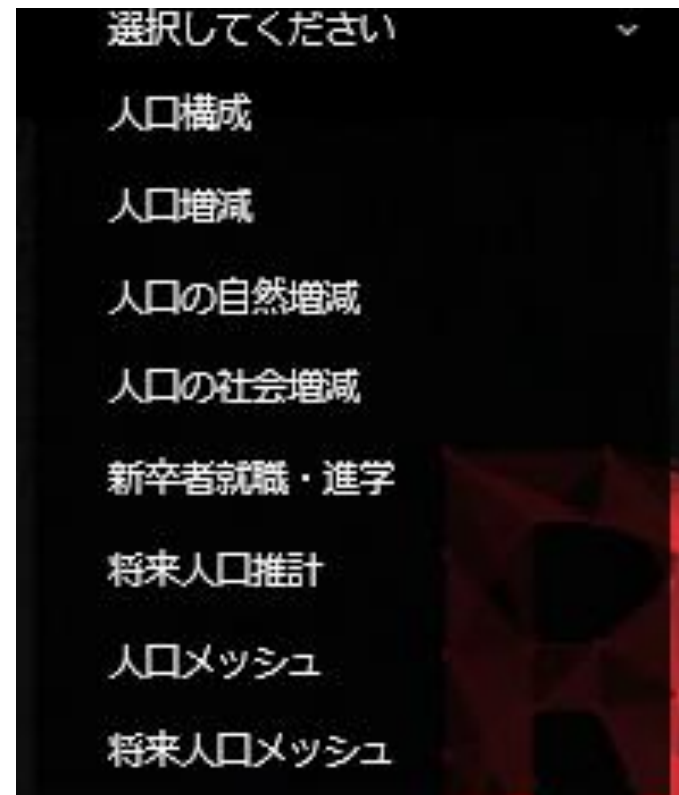 選択してください
人口構成
人口増減
人口の自然増減
人口の社会増減
新卒者就職・進学
将来人口推計
人口メッシュ
将来人口メッシュ